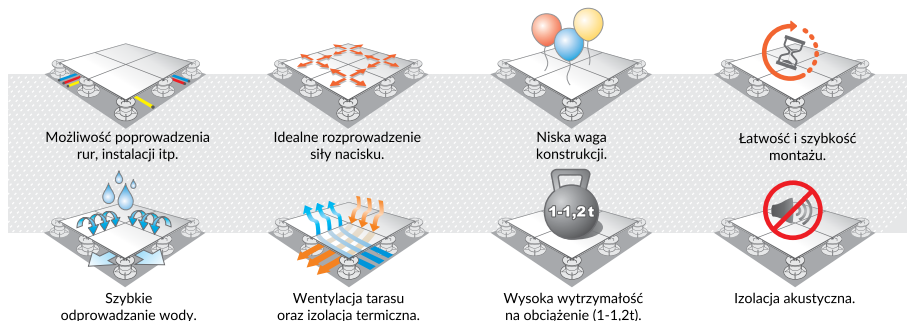 Możliwość poprowadzenia
rur, instalacji itp.
Idealne rozprowadzenie
siły nacisku.
Niska waga
konstrukcji.
Łatwość i szybkość
montażu.
1-1,2t
Szybkie
odprowadzanie wody.
Wentylacja tarasu
oraz izolacja termiczna.
Wysoka wytrzymałość
na obciążenie (1-1,2t).
Izolacja akustyczna.